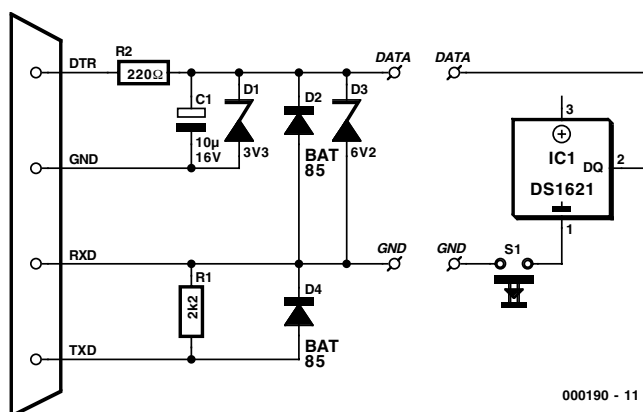 DTR
R2
220Ω
DATA
DATA
C1
10µ
16V
D1
3V3
D2
BAT
85
D3
6V2
GND
3
IC1
DQ
2
DS1621
1
RXD
GND
GND
S1
R1
2k2
D4
BAT
85
TXD
000190 - 11